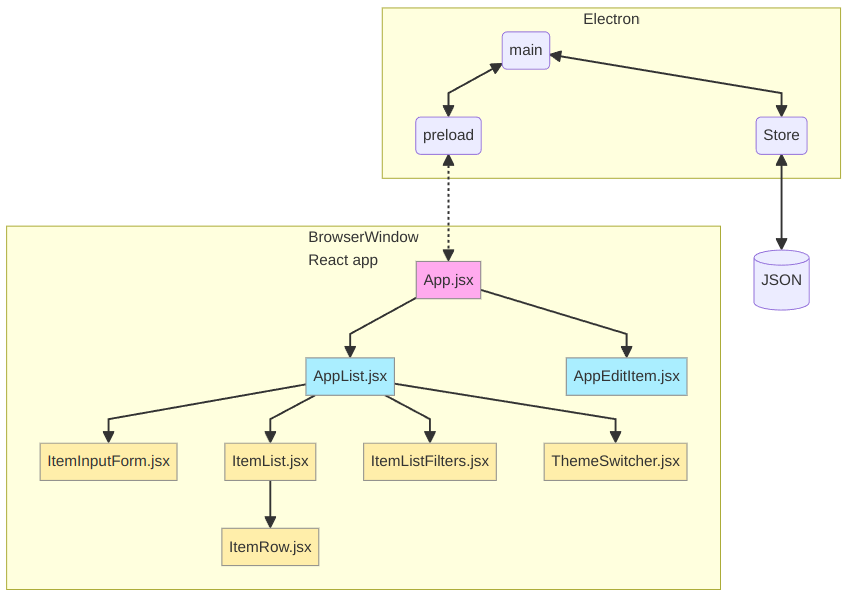 Electron
main
preload
Store
BrowserWindow
React app
JSON
App.jsx
AppList.jsx
AppEditItem.jsx
ItemInputForm.jsx
ItemList.jsx
ItemListFilters.jsx
ThemeSwitcher.jsx
ItemRow.jsx